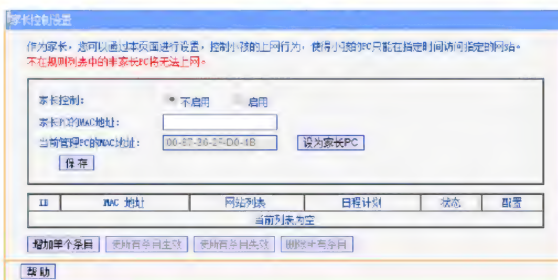 家长控制设置
作为家长，您可以通过本页面进行设置，控制小孩的上网行为，使得小孩的PC只能在指定时间访问指定的网站。
不在规则列表中的非家长PC将无法上网。
家长控制： 不启用 启用
家长PC的MAC地址：
当前管理PC的MAC地址： 设为家长PC
保存
ID MAC 地址 网站列表 日程计划 状态 配置
当前列表为空
增加单个条目 使所有条目生效 使所有条目失效 删除所有条目
帮助